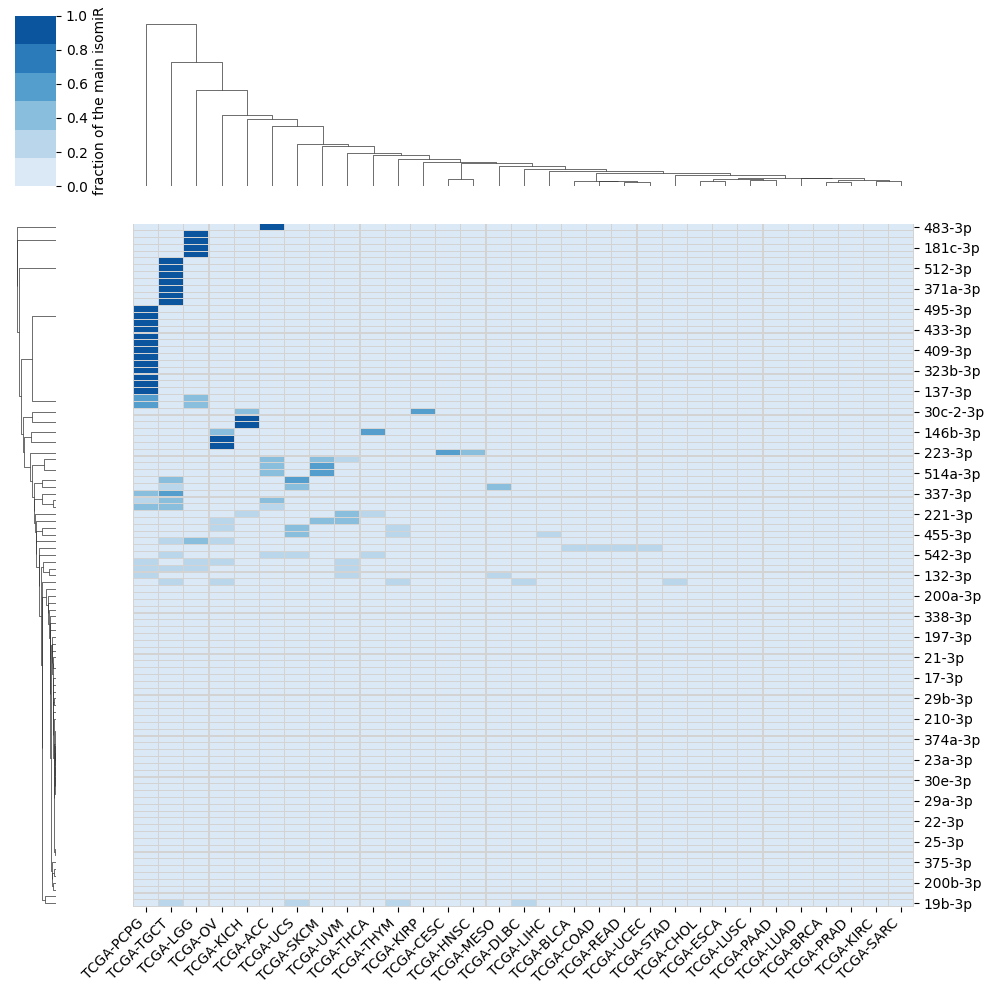 1.0
0.8
0.6
0.4
0.2
0.0
fraction of the main isomiR
483-3p
181c-3p
512-3p
371a-3p
495-3p
433-3p
409-3p
323b-3p
137-3p
30c-2-3p
146b-3p
223-3p
514a-3p
337-3p
221-3p
455-3p
542-3p
132-3p
200a-3p
338-3p
197-3p
21-3p
17-3p
29b-3p
210-3p
374a-3p
23a-3p
30e-3p
29a-3p
22-3p
25-3p
375-3p
200b-3p
19b-3p
TCGA-PCPG
TCGA-TGCT
TCGA-LGG
TCGA-OV
TCGA-KICH
TCGA-ACC
TCGA-UCS
TCGA-SKCM
TCGA-UVM
TCGA-THCA
TCGA-THYM
TCGA-KIRP
TCGA-CESC
TCGA-HNSC
TCGA-MESO
TCGA-DLBC
TCGA-LIHC
TCGA-BLCA
TCGA-COAD
TCGA-READ
TCGA-UCEC
TCGA-STAD
TCGA-CHOL
TCGA-ESCA
TCGA-LUSC
TCGA-PAAD
TCGA-LUAD
TCGA-BRCA
TCGA-PRAD
TCGA-KIRC
TCGA-SARC